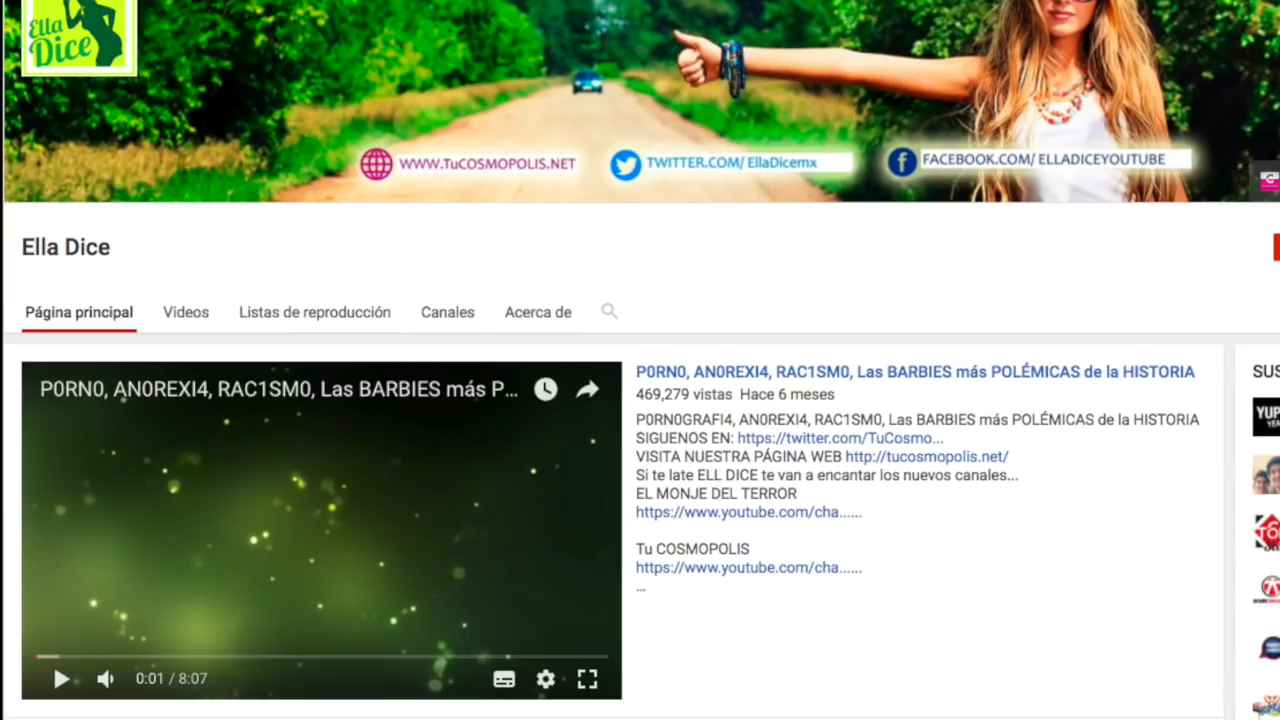 Ella
Dice
WWW.TuCOSMOPOLIS.NET
TWITTER.COM/ EllaDicemx
FACEBOOK.COM/ ELLADICEYOUTUBE
Ella Dice
Página principal
Videos
Listas de reproducción
Canales
Acerca de
P0RN0, AN0REXI4, RAC1SM0, Las BARBIES más P...
0:01 / 8:07
P0RN0, AN0REXI4, RAC1SM0, Las BARBIES más POLÉMICAS de la HISTORIA
469,279 vistas Hace 6 meses
P0RN0GRAFI4, AN0REXI4, RAC1SM0, Las BARBIES más POLÉMICAS de la HISTORIA
SIGUENOS EN: https://twitter.com/TuCosmo...
VISITA NUESTRA PÁGINA WEB http://tucosmopolis.net/
Si te late ELL DICE te van a encantar los nuevos canales...
EL MONJE DEL TERROR
https://www.youtube.com/cha......
Tu COSMOPOLIS
https://www.youtube.com/cha......
...
SUS
YUP